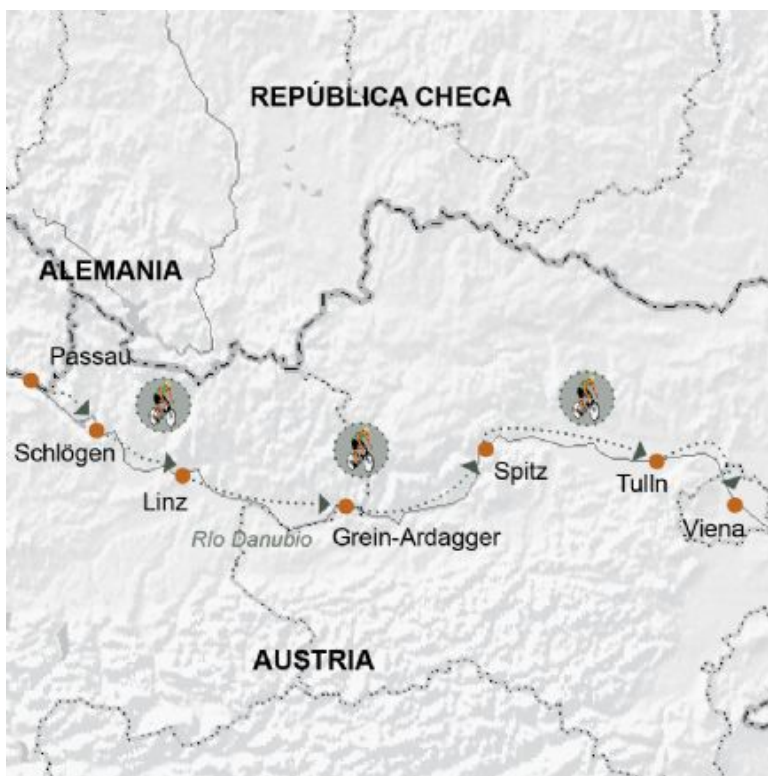 REPÚBLICA CHECA
ALEMANIA
Passau
Schlögen
Linz
Río Danubio
Grein-Ardagger
Spitz
Tulln
Viena
AUSTRIA